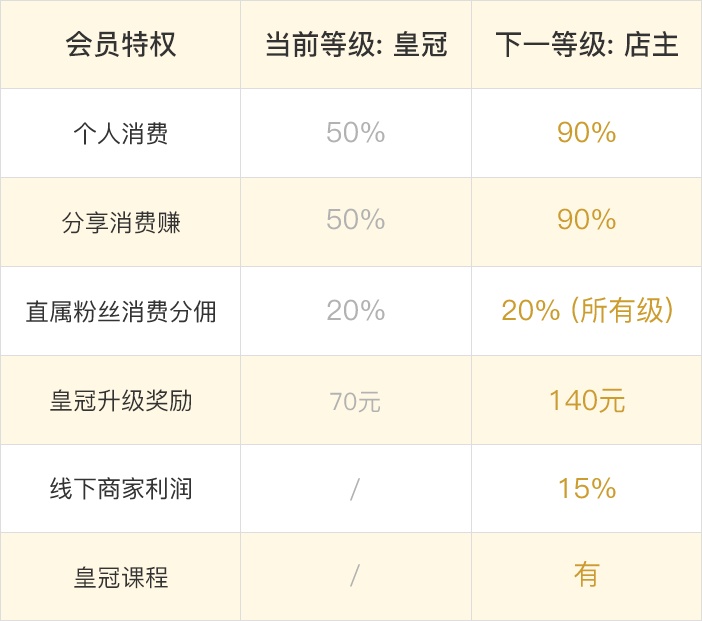 会员特权 当前等级: 皇冠 下一等级: 店主
个人消费 50% 90%
分享消费赚 50% 90%
直属粉丝消费分佣 20% 20% (所有级)
皇冠升级奖励 70元 140元
线下商家利润 / 15%
皇冠课程 / 有